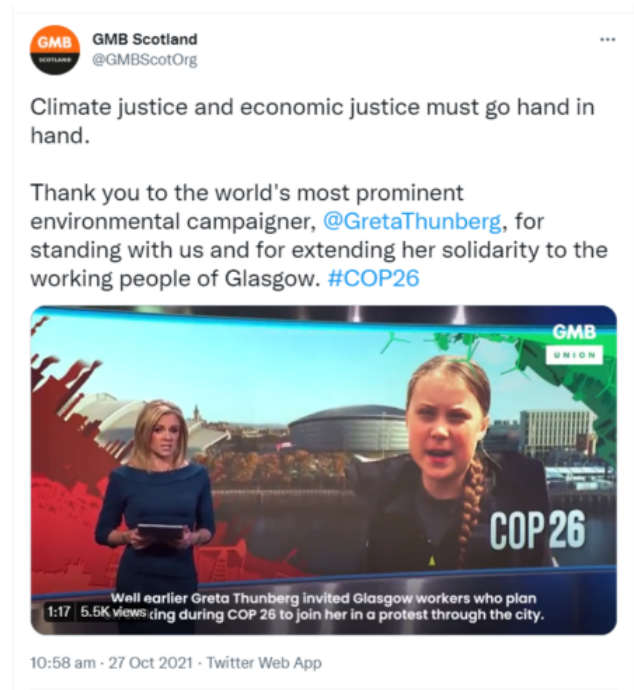 GMB
SCOTLAND
GMB Scotland
@GMBScotOrg
Climate justice and economic justice must go hand in
hand.
Thank you to the world's most prominent
environmental campaigner, @GretaThunberg, for
standing with us and for extending her solidarity to the
working people of Glasgow. #COP26
GMB
UNION
COP 26
Well earlier Greta Thunberg invited Glasgow workers who plan
1:17 5.5K views king during COP 26 to join her in a protest through the city.
10:58 am · 27 Oct 2021 · Twitter Web App